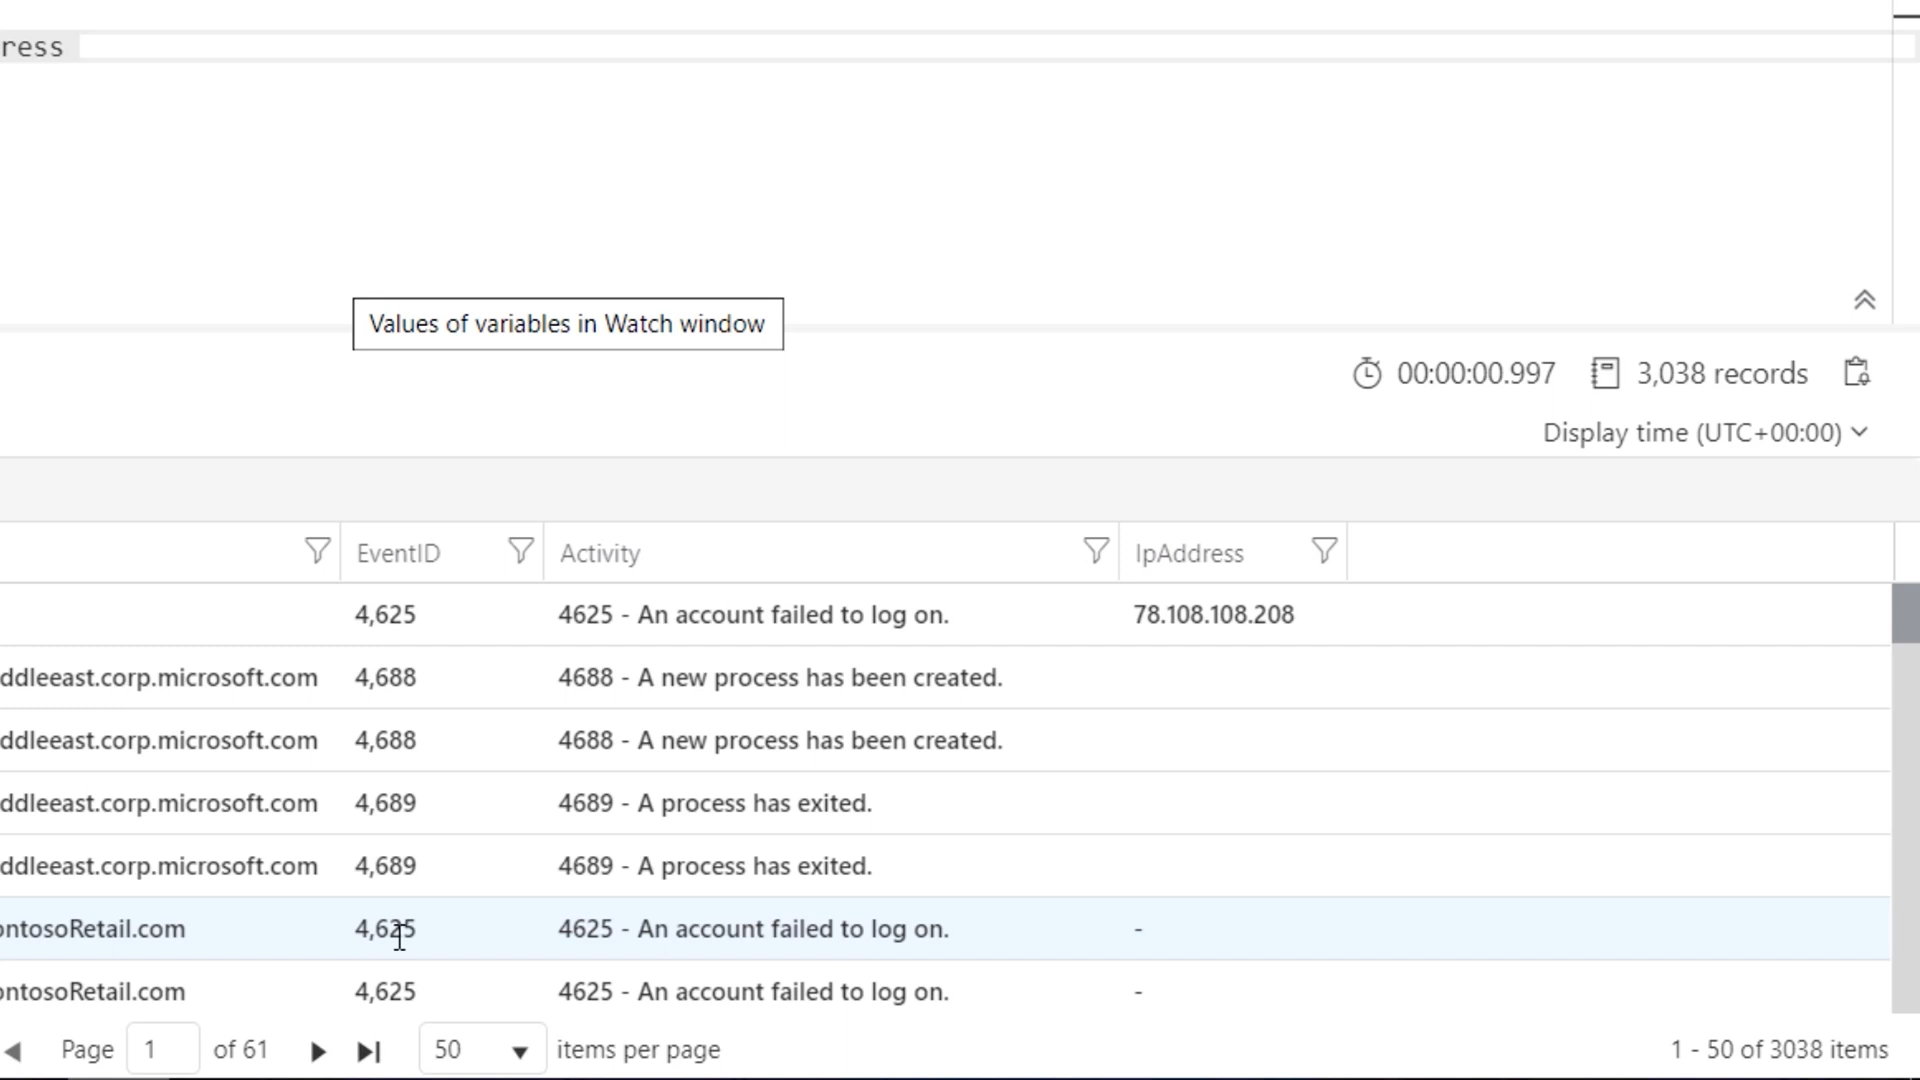 ress
Values of variables in Watch window
00:00:00.997 3,038 records
Display time (UTC+00:00)
EventID Activity IpAddress
4,625 4625 - An account failed to log on. 78.108.108.208
ddleeast.corp.microsoft.com 4,688 4688 - A new process has been created.
ddleeast.corp.microsoft.com 4,688 4688 - A new process has been created.
ddleeast.corp.microsoft.com 4,689 4689 - A process has exited.
ddleeast.corp.microsoft.com 4,689 4689 - A process has exited.
ontosoRetail.com 4,625 4625 - An account failed to log on. -
ontosoRetail.com 4,625 4625 - An account failed to log on. -
Page 1 of 61 50 items per page 1 - 50 of 3038 items